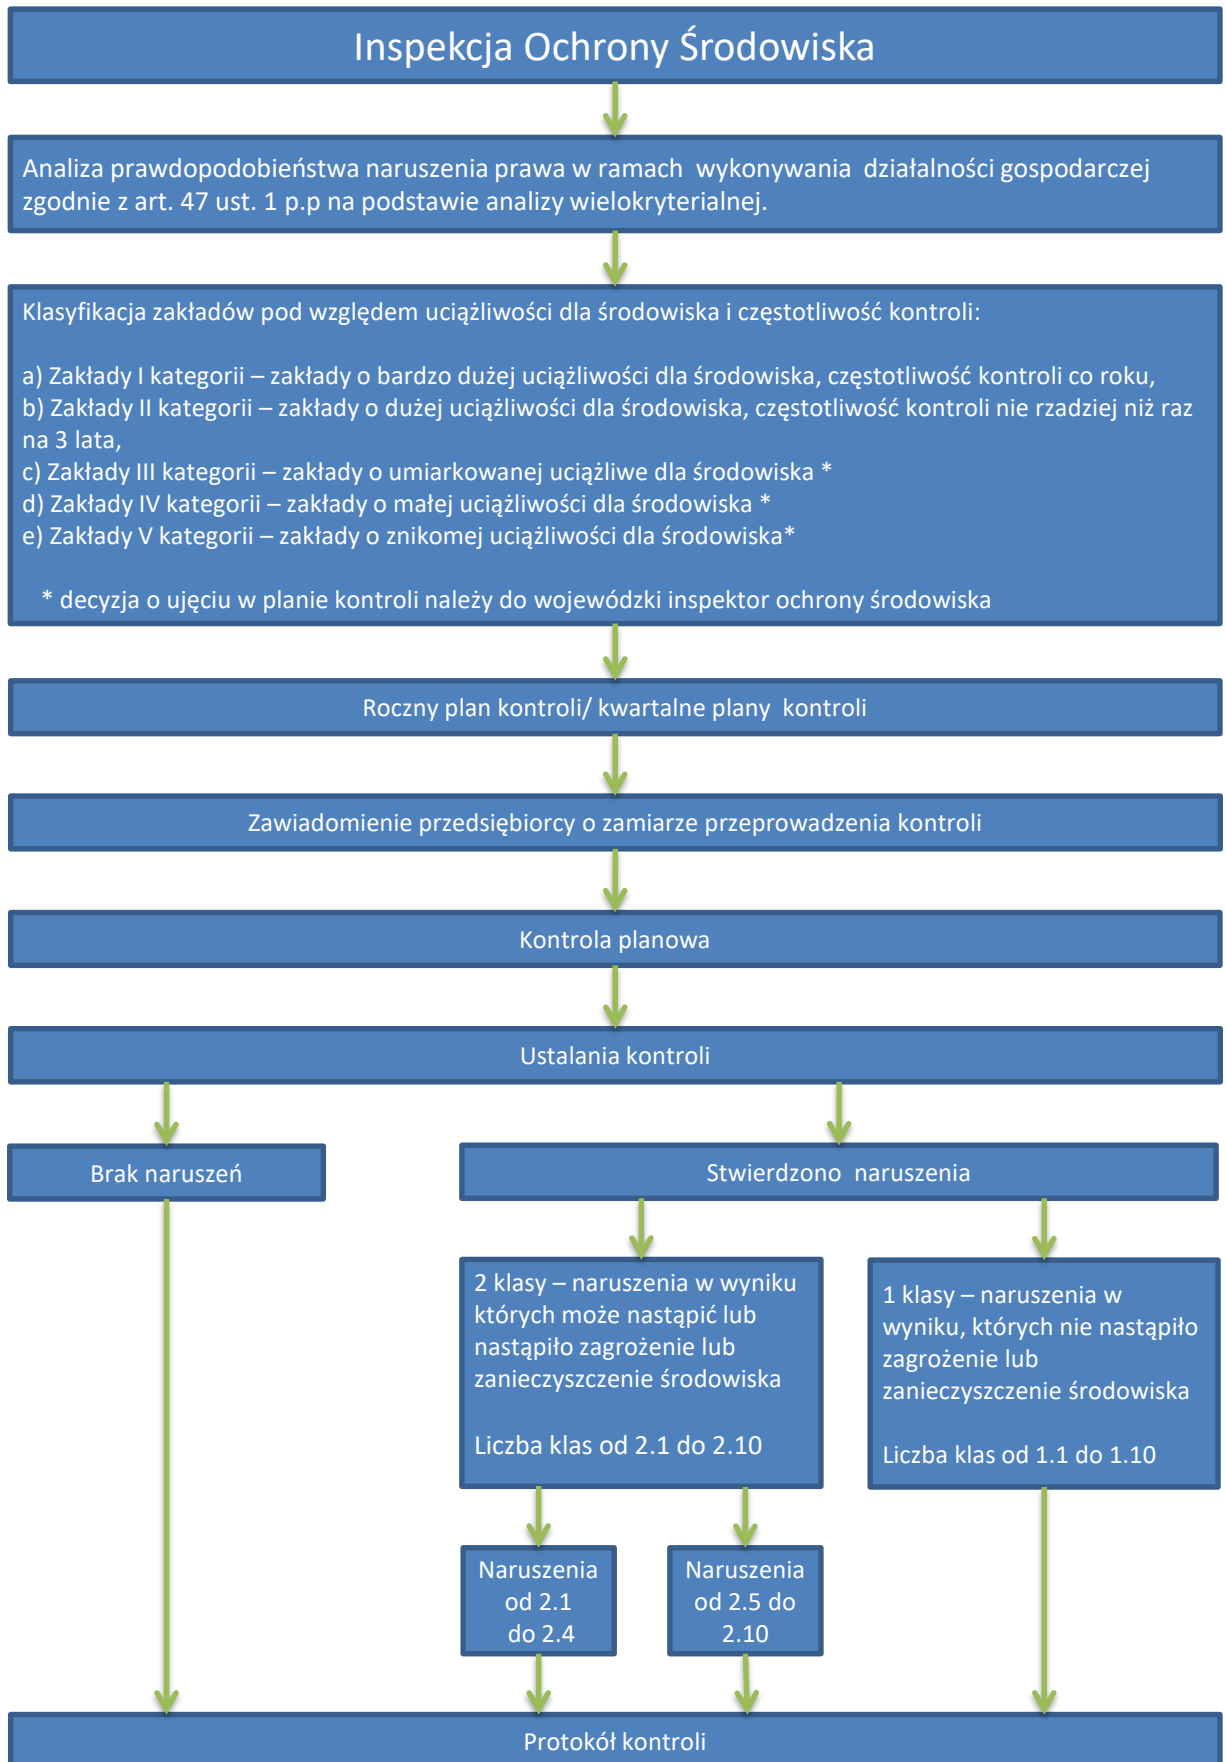 Inspekcja Ochrony Środowiska
Analiza prawdopodobieństwa naruszenia prawa w ramach wykonywania działalności gospodarczej
zgodnie z art. 47 ust. 1 p.p na podstawie analizy wielokryterialnej.
Klasyfikacja zakładów pod względem uciążliwości dla środowiska i częstotliwość kontroli:
a) Zakłady I kategorii – zakłady o bardzo dużej uciążliwości dla środowiska, częstotliwość kontroli co roku,
b) Zakłady II kategorii – zakłady o dużej uciążliwości dla środowiska, częstotliwość kontroli nie rzadziej niż raz
na 3 lata,
c) Zakłady III kategorii – zakłady o umiarkowanej uciążliwe dla środowiska *
d) Zakłady IV kategorii – zakłady o małej uciążliwości dla środowiska *
e) Zakłady V kategorii – zakłady o znikomej uciążliwości dla środowiska*
* decyzja o ujęciu w planie kontroli należy do wojewódzki inspektor ochrony środowiska
Roczny plan kontroli/ kwartalne plany kontroli
Zawiadomienie przedsiębiorcy o zamiarze przeprowadzenia kontroli
Kontrola planowa
Ustalania kontroli
Brak naruszeń
Stwierdzono naruszenia
2 klasy – naruszenia w wyniku
których może nastąpić lub
nastąpiło zagrożenie lub
zanieczyszczenie środowiska
Liczba klas od 2.1 do 2.10
1 klasy – naruszenia w
wyniku, których nie nastąpiło
zagrożenie lub
zanieczyszczenie środowiska
Liczba klas od 1.1 do 1.10
Naruszenia
od 2.1
do 2.4
Naruszenia
od 2.5 do
2.10
Protokół kontroli